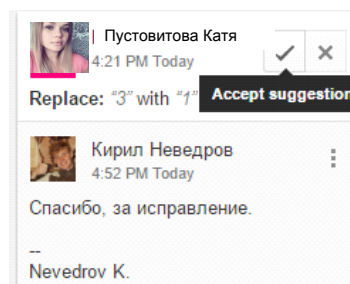 Пустовитова Катя
4:21 PM Today
Replace: "3" with "1"
Accept suggestion
Кирил Неведров
4:52 PM Today
Спасибо, за исправление.
--
Nevedrov K.